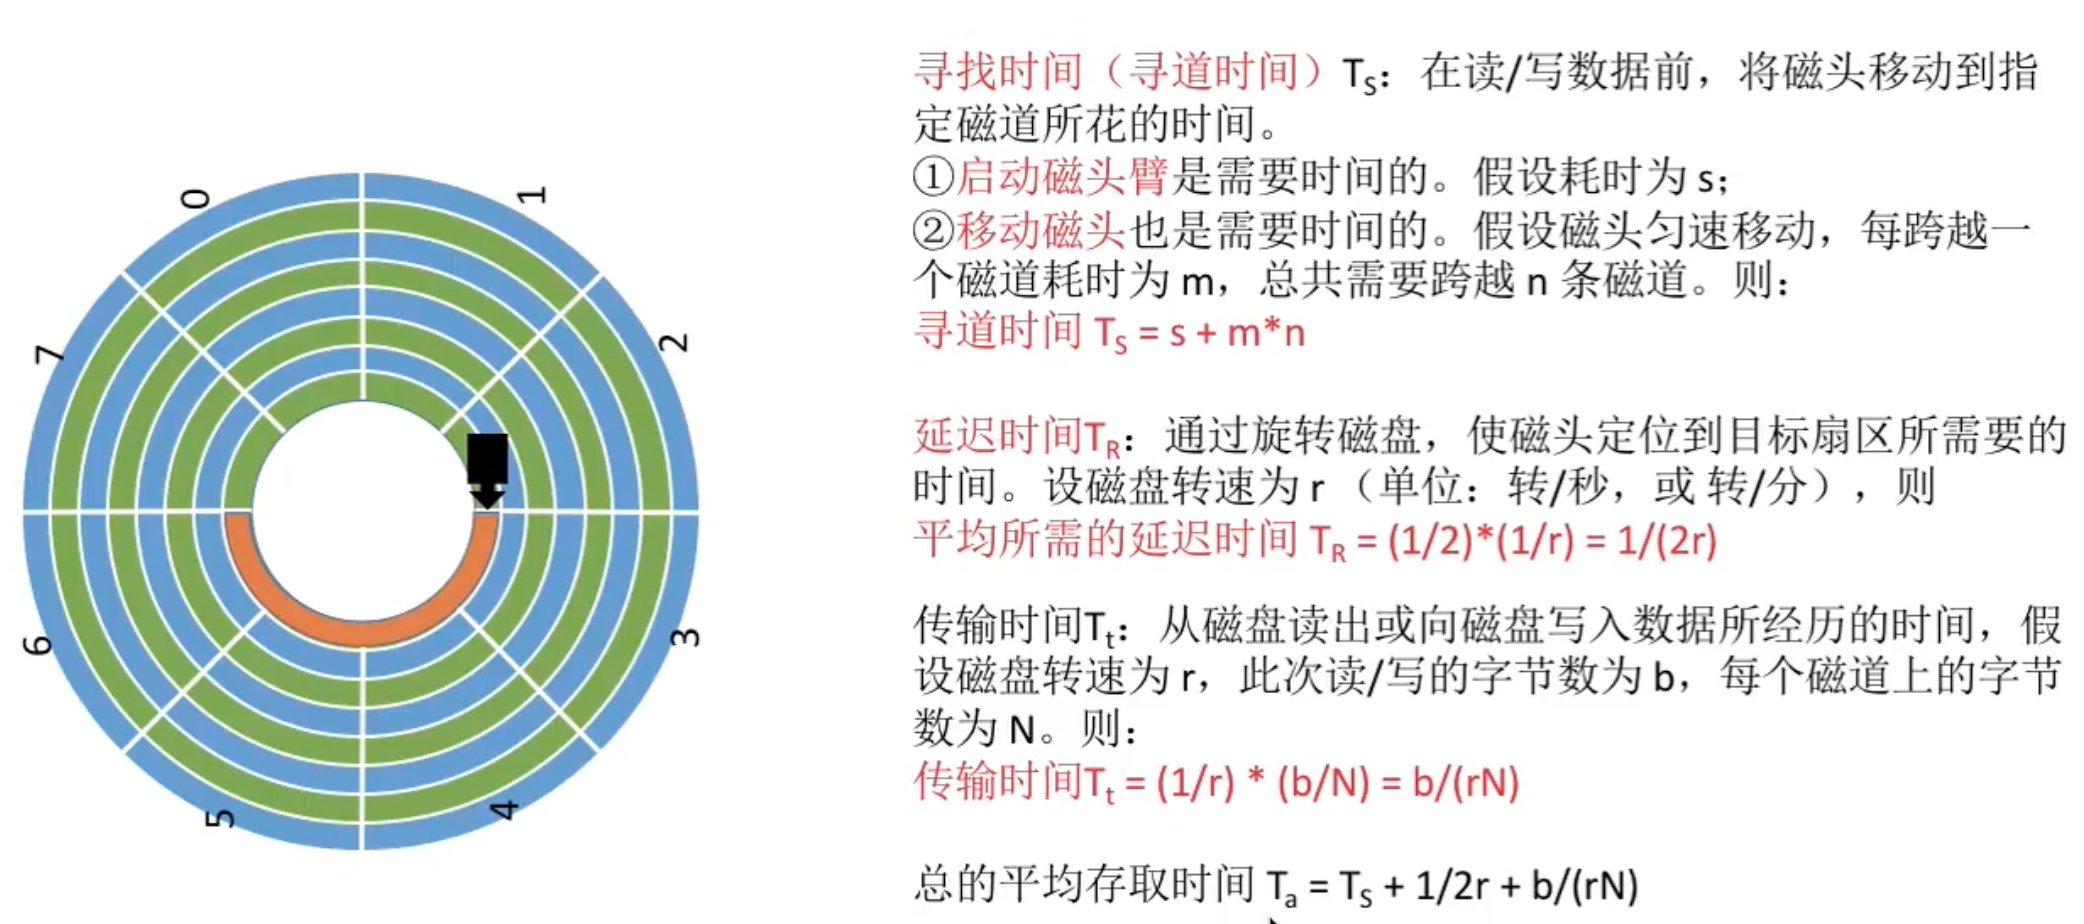 0
1
2
3
4
5
6
7
寻找时间（寻道时间）TS：在读/写数据前，将磁头移动到指
定磁道所花的时间。
①启动磁头臂是需要时间的。假设耗时为 s；
②移动磁头也是需要时间的。假设磁头匀速移动，每跨越一
个磁道耗时为 m，总共需要跨越 n 条磁道。则：
寻道时间 TS = s + m*n
延迟时间TR：通过旋转磁盘，使磁头定位到目标扇区所需要的
时间。设磁盘转速为 r （单位：转/秒，或 转/分），则
平均所需的延迟时间 TR = (1/2)*(1/r) = 1/(2r)
传输时间Tt：从磁盘读出或向磁盘写入数据所经历的时间，假
设磁盘转速为 r，此次读/写的字节数为 b，每个磁道上的字节
数为 N。则：
传输时间Tt = (1/r) * (b/N) = b/(rN)
总的平均存取时间 Ta = TS + 1/2r + b/(rN)